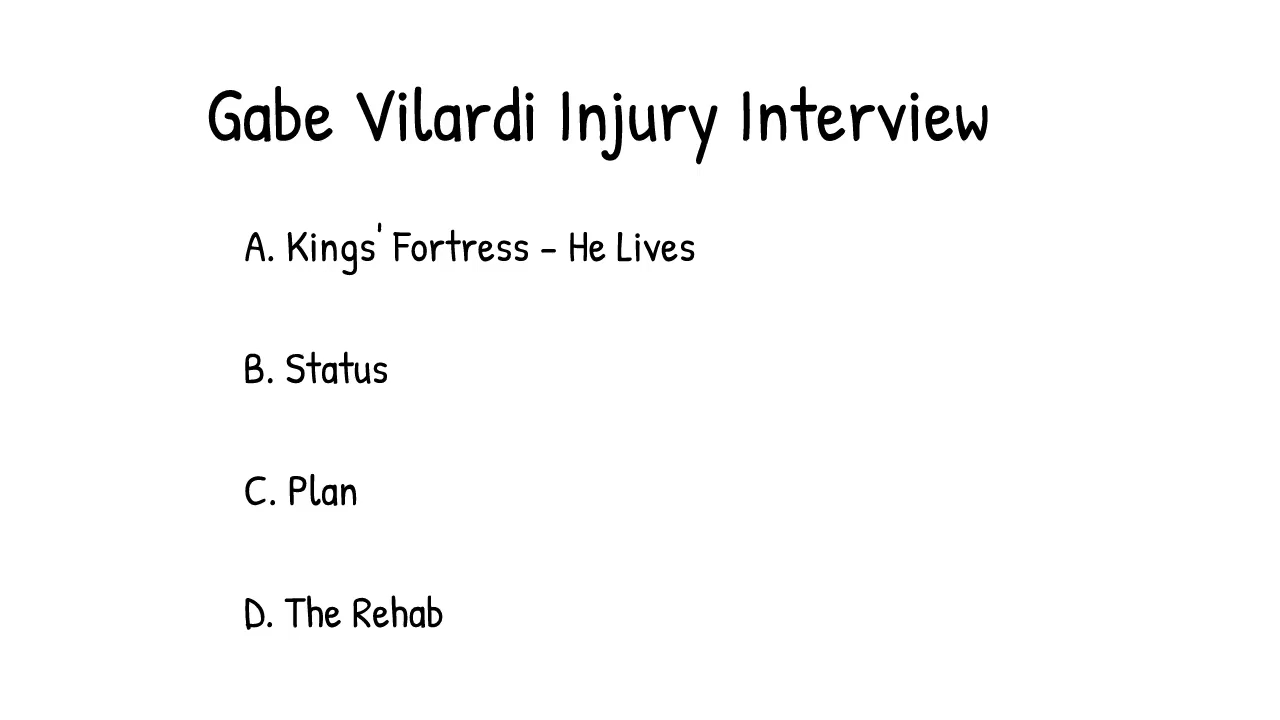 Gabe Vilardi Injury Interview
A. Kings' Fortress - He Lives
B. Status
C. Plan
D. The Rehab